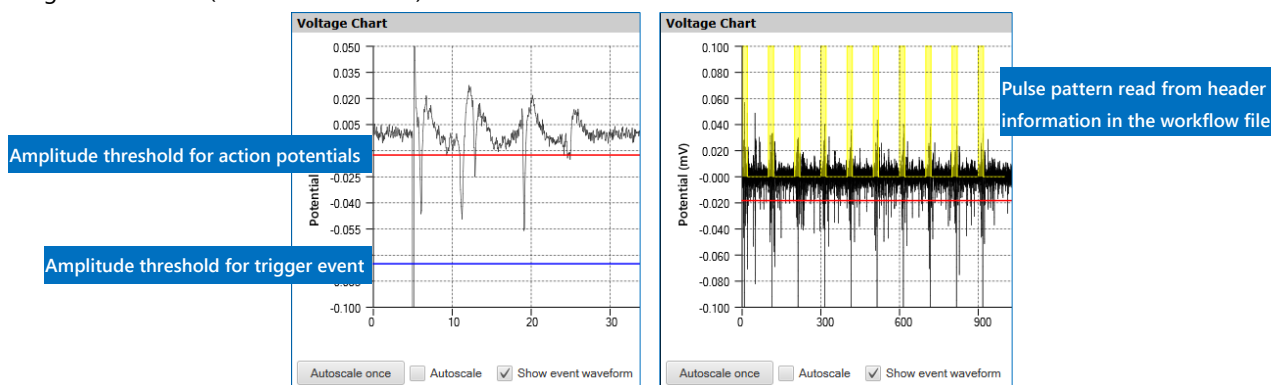 Voltage Chart
0.050
0.035
0.020
0.005
-0.025
-0.040
-0.055
-0.100
Potential
0
10
20
30
Amplitude threshold for action potentials
Amplitude threshold for trigger event
Autoscale once
Autoscale
Show event waveform
Voltage Chart
0.100
0.080
0.060
0.040
0.020
-0.000
-0.020
-0.040
-0.060
-0.080
-0.100
Potential (mV)
0
300
600
900
Pulse pattern read from header
information in the workflow file
Autoscale once
Autoscale
Show event waveform